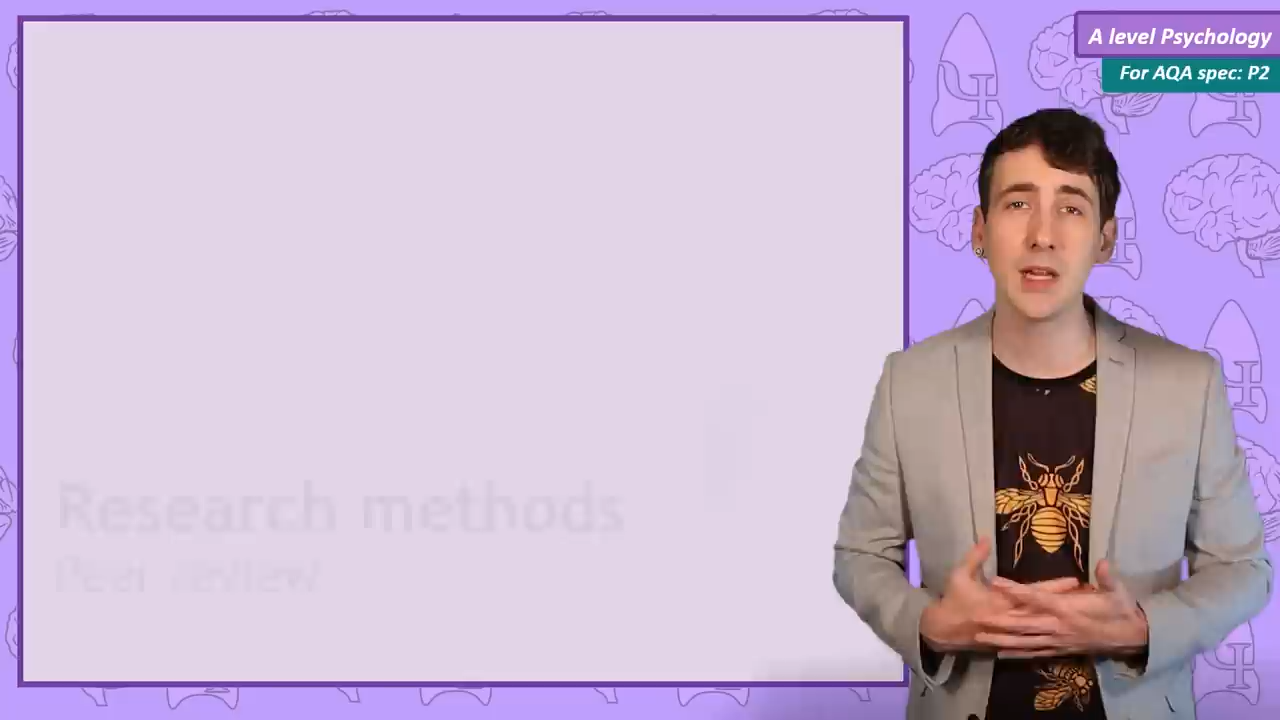 A level Psychology
For AQA spec: P2
Research methods
Peer review